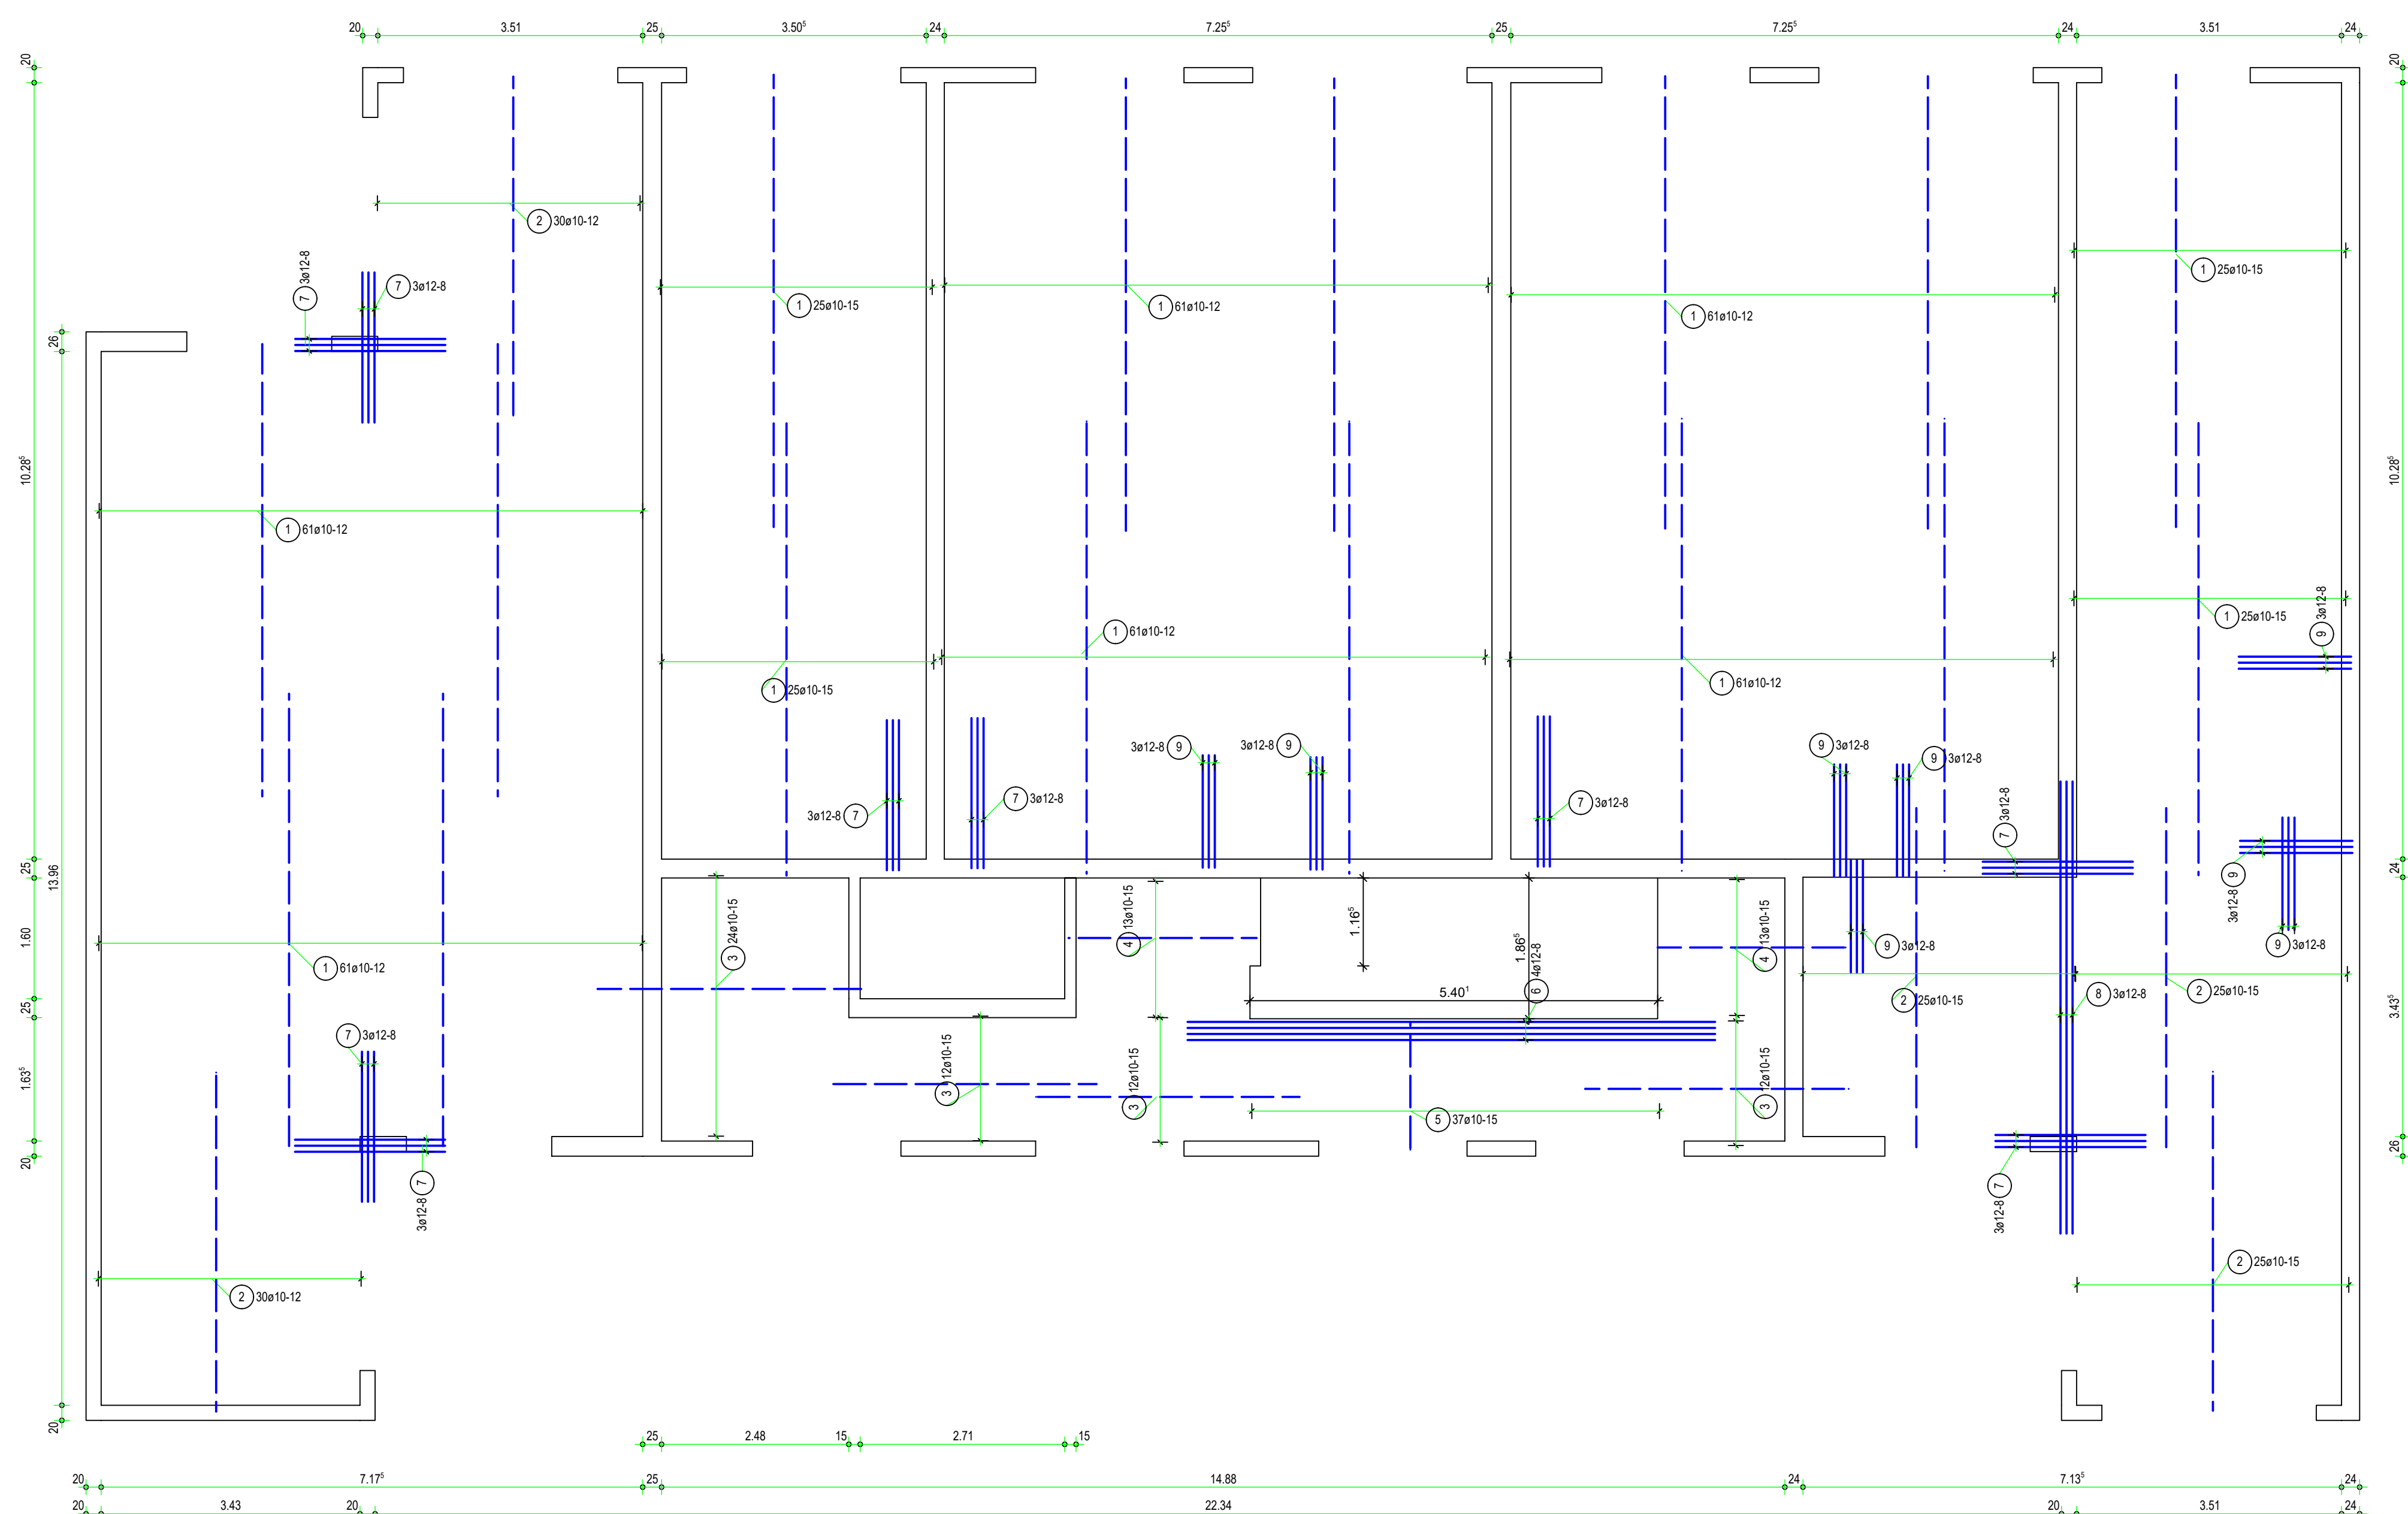 20 3.51 25 3.50⁵ 24 7.25⁵ 25 7.25⁵ 24 3.51 24
20
20
2 30ø10-12
7 3ø12-8
7 3ø12-8
1 25ø10-15
1 25ø10-15
1 61ø10-12
1 61ø10-12
26
10.28⁵
10.28⁵
1 61ø10-12
1 25ø10-15
9 3ø12-8
1 61ø10-12
1 25ø10-15
1 61ø10-12
3ø12-8 9
3ø12-8 9
9 3ø12-8
9 3ø12-8
3ø12-8 7
7 3ø12-8
7 3ø12-8
7 3ø12-8
25
13.96
24
3ø12-8 9
9 3ø12-8
1.60
3 24ø10-15
4 13ø10-15
1.16⁵
1.86⁵
6 4ø12-8
4 13ø10-15
9 3ø12-8
1 61ø10-12
5.40¹
2 25ø10-15
8 3ø12-8
2 25ø10-15
25
3.43⁵
7 3ø12-8
1.63⁵
3 12ø10-15
3 12ø10-15
5 37ø10-15
3 12ø10-15
20
26
3ø12-8 7
3ø12-8 7
2 30ø10-12
2 25ø10-15
20
25 2.48 15 2.71 15
20 7.17⁵ 25 14.88 24 7.13⁵ 24
20 3.43 20 22.34 20 3.51 24